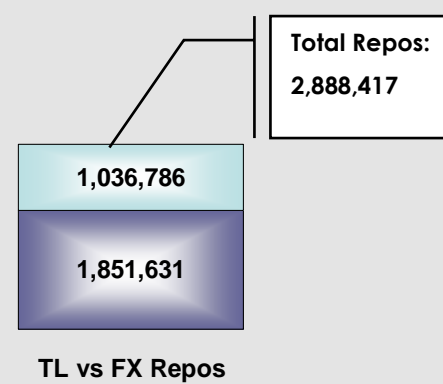 Total Repos:
2,888,417
1,036,786
1,851,631
TL vs FX Repos